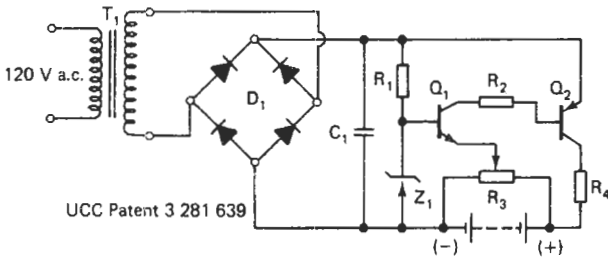 T1
120 V a.c.
D1
C1
R1
Q1
R2
Q2
Z1
R3
R4
UCC Patent 3 281 639
(-)
(+)